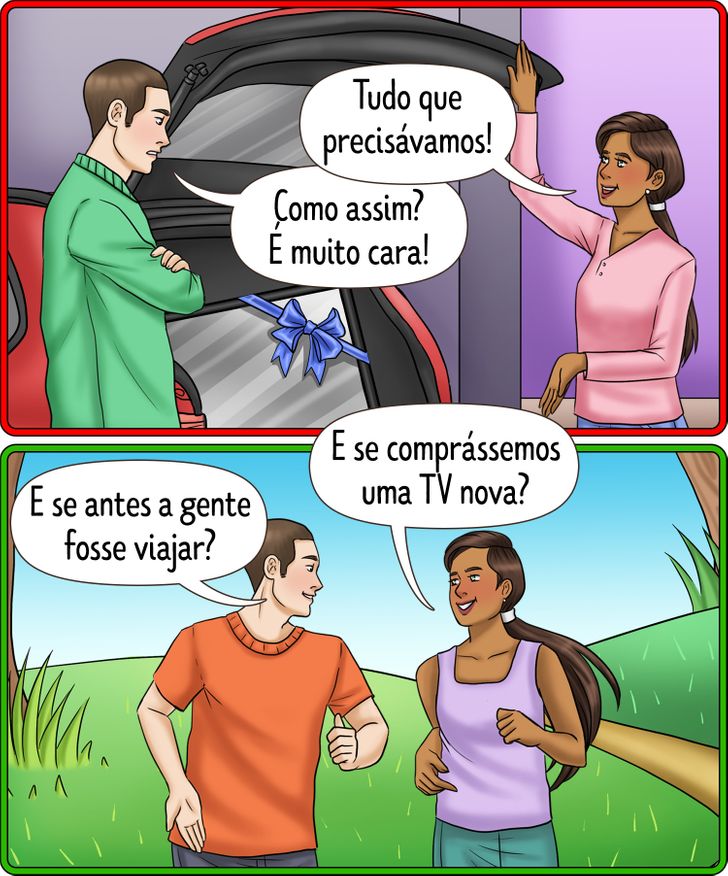 Tudo que
precisávamos!
Como assim?
É muito cara!
E se comprássemos
uma TV nova?
E se antes a gente
fosse viajar?